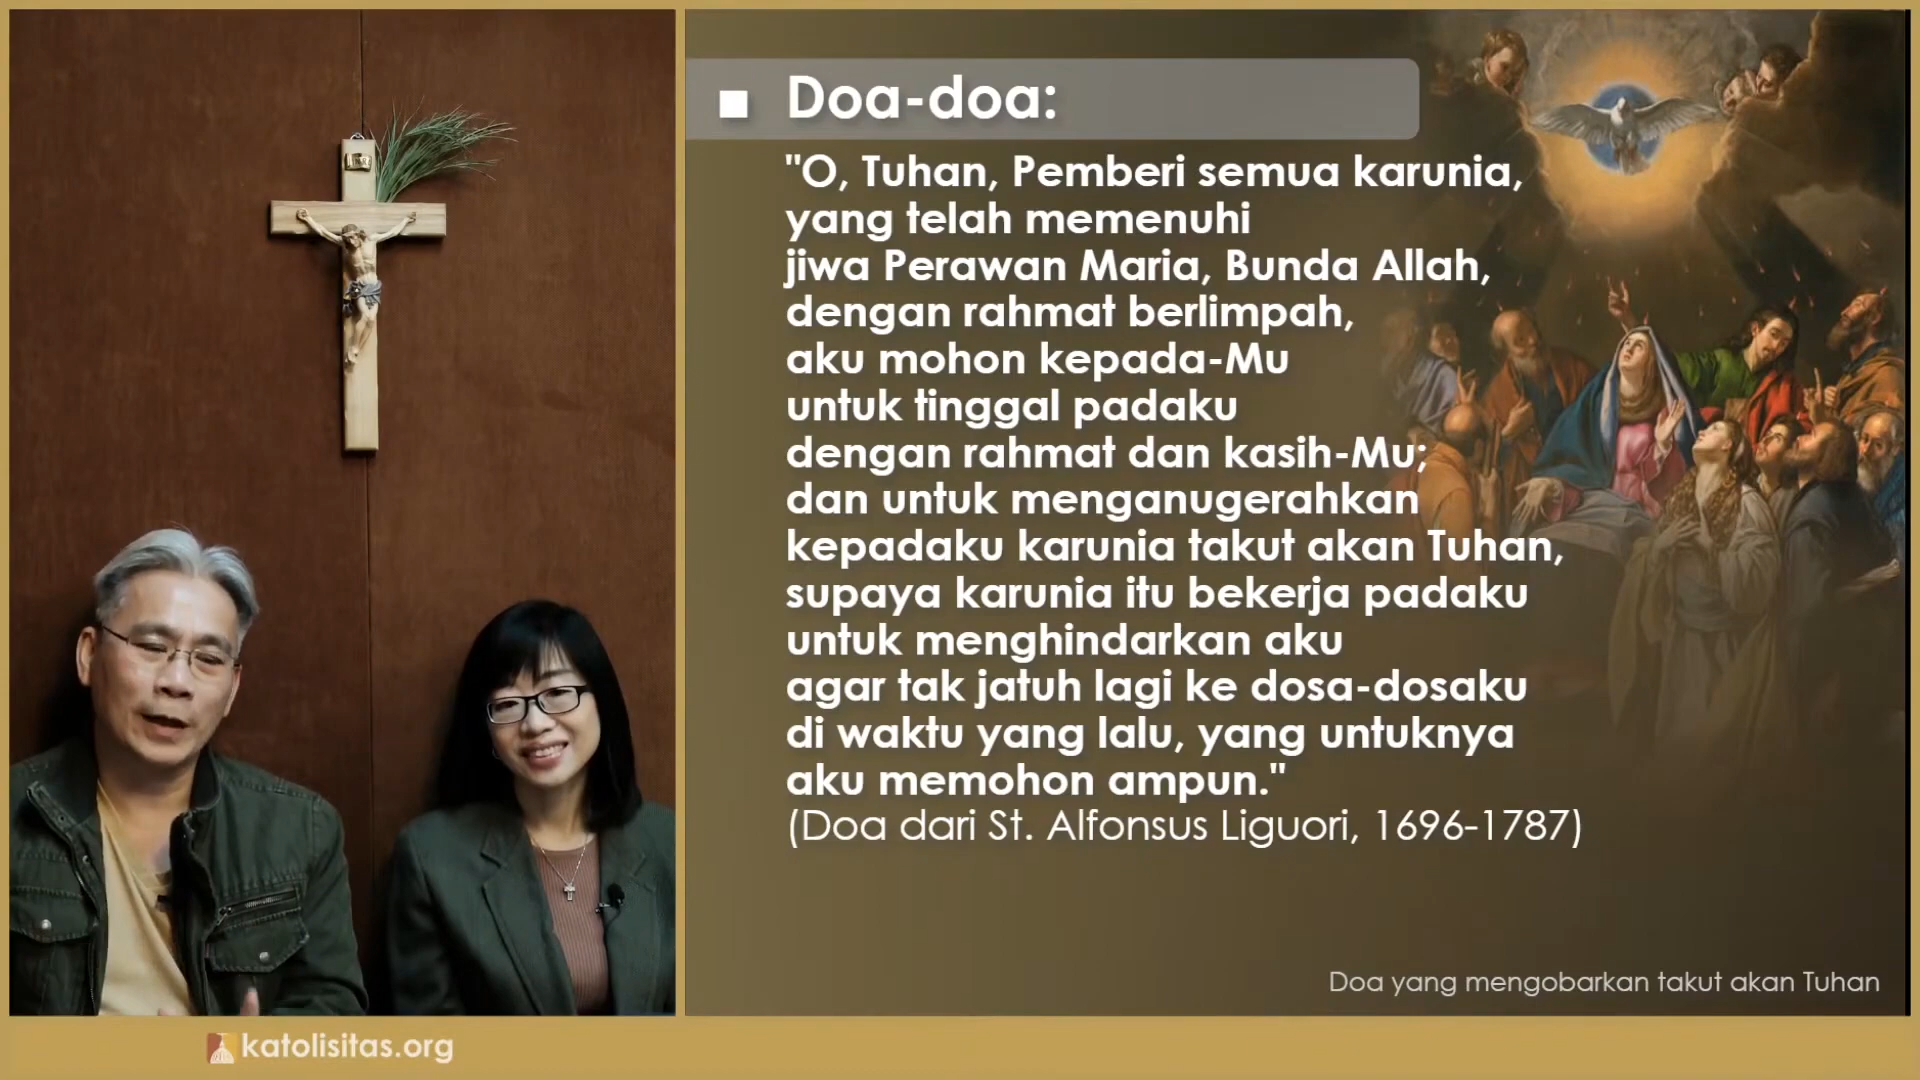 Doa-doa:
"O, Tuhan, Pemberi semua karunia,
yang telah memenuhi
jiwa Perawan Maria, Bunda Allah,
dengan rahmat berlimpah,
aku mohon kepada-Mu
untuk tinggal padaku
dengan rahmat dan kasih-Mu;
dan untuk menganugerahkan
kepadaku karunia takut akan Tuhan,
supaya karunia itu bekerja padaku
untuk menghindarkan aku
agar tak jatuh lagi ke dosa-dosaku
di waktu yang lalu, yang untuknya
aku memohon ampun."
(Doa dari St. Alfonsus Liguori, 1696-1787)
Doa yang mengobarkan takut akan Tuhan
katolisitas.org